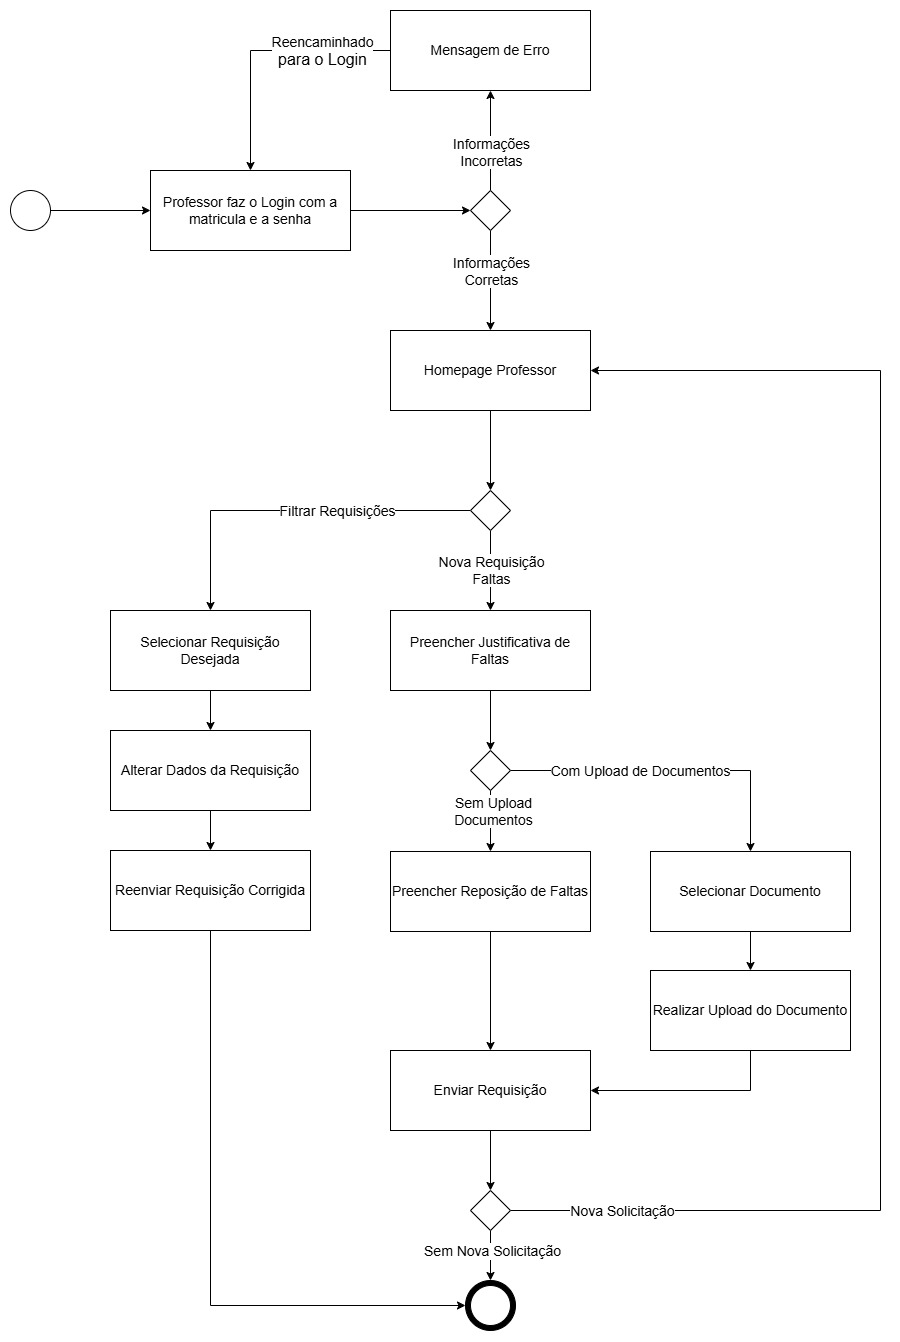 Mensagem de Erro
Reencaminhado
para o Login
Informações
Incorretas
Professor faz o Login com a
matricula e a senha
Informações
Corretas
Homepage Professor
Filtrar Requisições
Nova Requisição
Faltas
Selecionar Requisição
Desejada
Preencher Justificativa de
Faltas
Alterar Dados da Requisição
Com Upload de Documentos
Sem Upload
Documentos
Reenviar Requisição Corrigida
Preencher Reposição de Faltas
Selecionar Documento
Realizar Upload do Documento
Enviar Requisição
Nova Solicitação
Sem Nova Solicitação